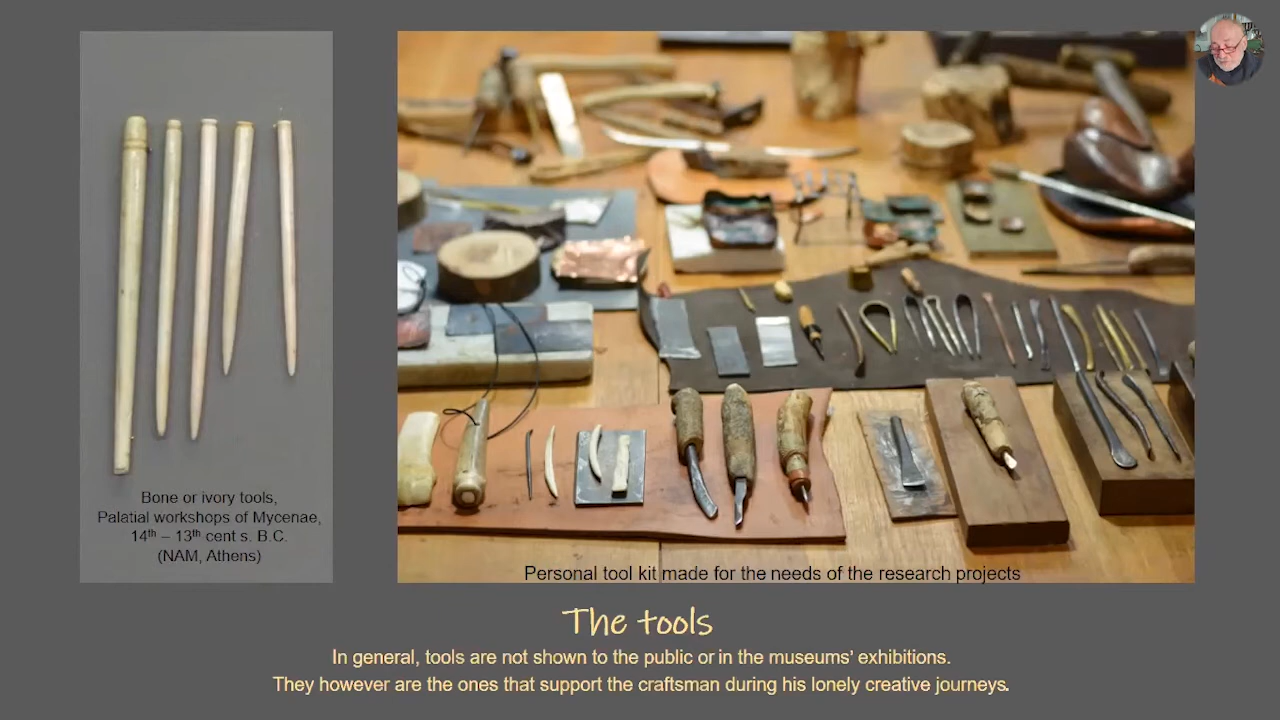 Bone or ivory tools,
Palatial workshops of Mycenae,
14th – 13th cent s. B.C.
(NAM, Athens)
Personal tool kit made for the needs of the research projects
The tools
In general, tools are not shown to the public or in the museums' exhibitions.
They however are the ones that support the craftsman during his lonely creative journeys.